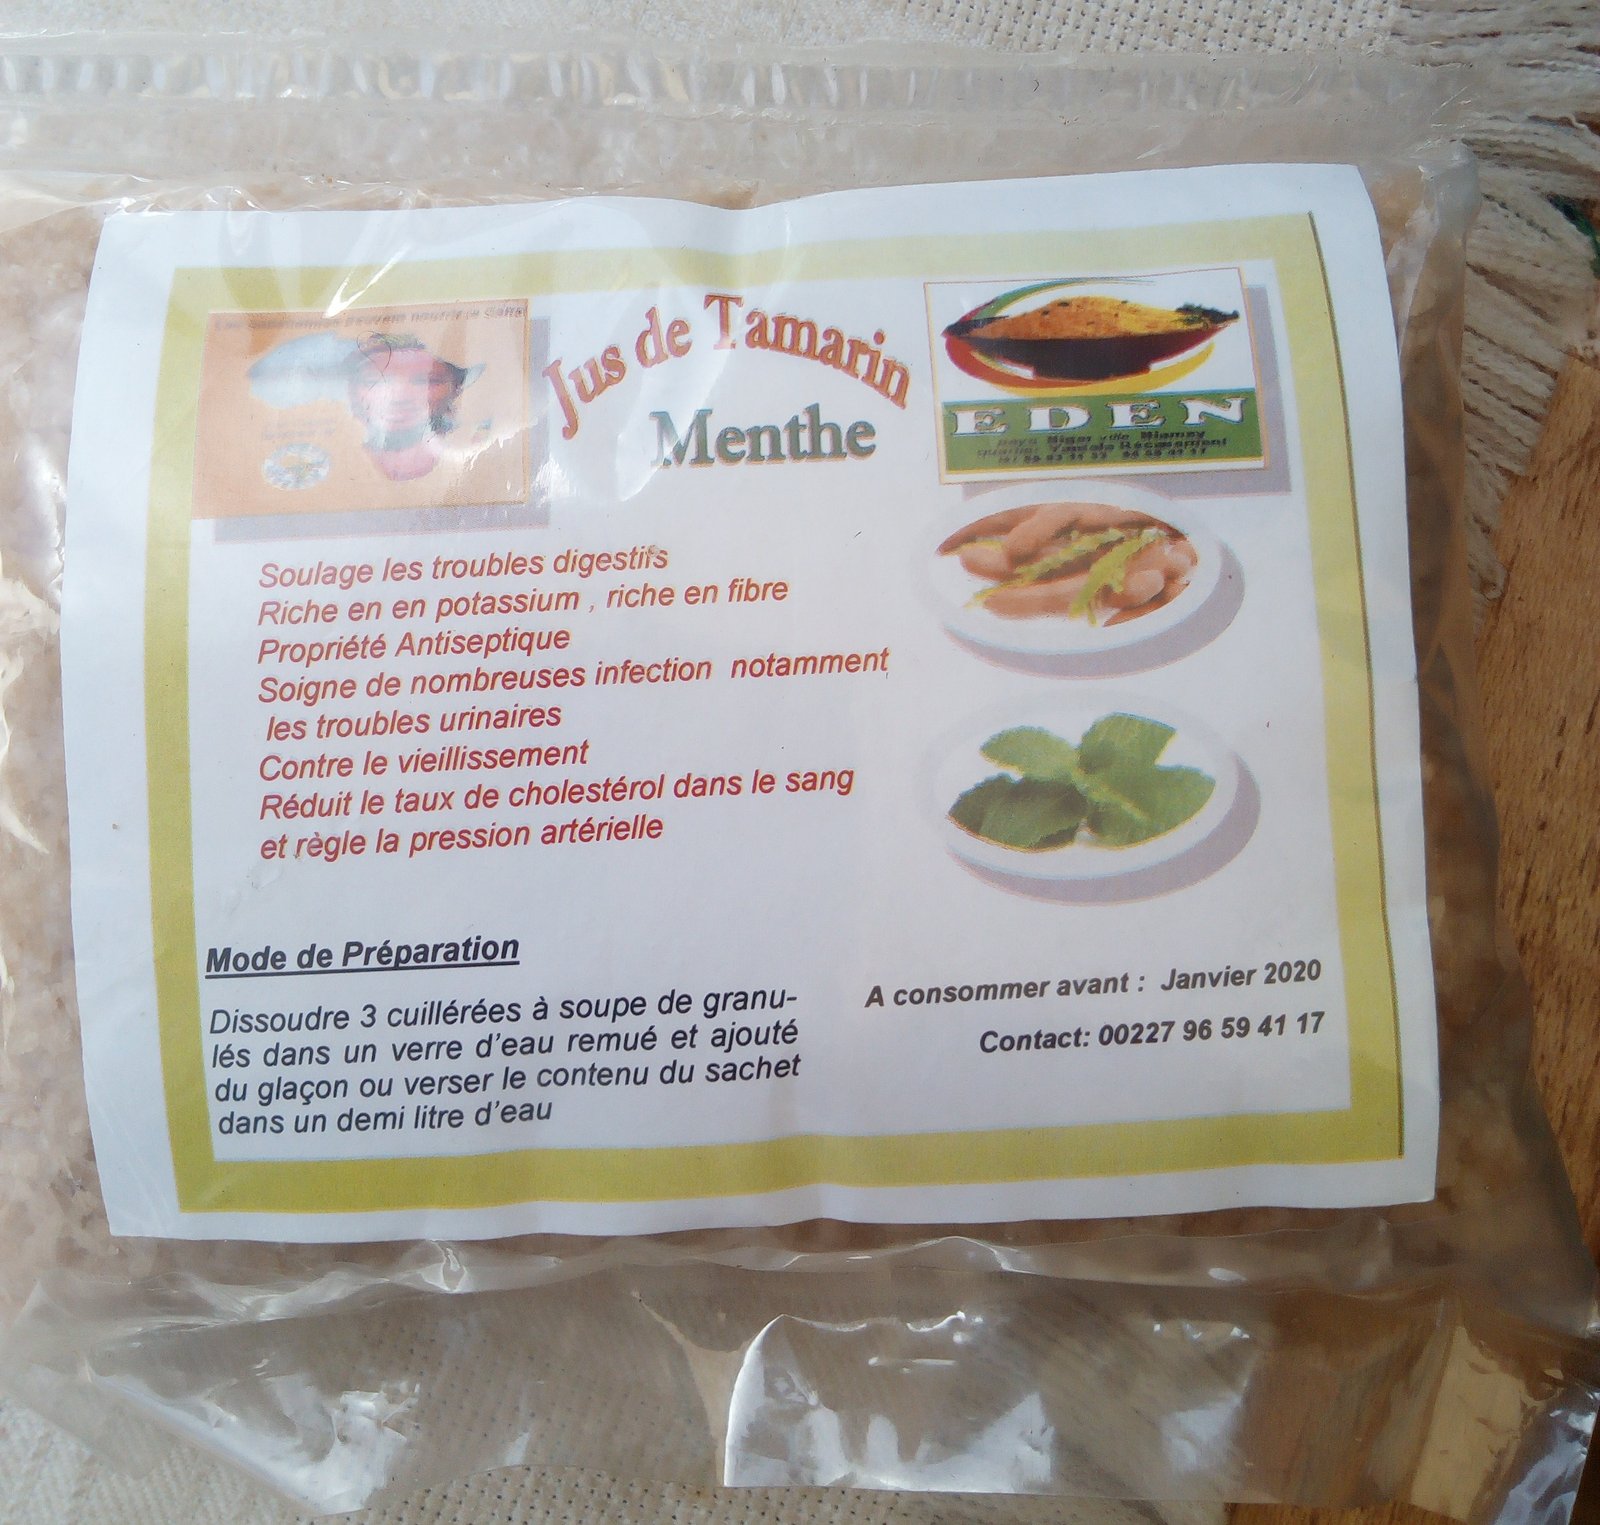 Jus de Tamarin
Menthe
EDEN
Soulage les troubles digestifs
Riche en en potassium , riche en fibre
Propriété Antiseptique
Soigne de nombreuses infection notamment
les troubles urinaires
Contre le vieillissement
Réduit le taux de cholestérol dans le sang
et règle la pression artérielle
Mode de Préparation
Dissoudre 3 cuillérées à soupe de granu-
lés dans un verre d'eau remué et ajouté
du glaçon ou verser le contenu du sachet
dans un demi litre d'eau
A consommer avant : Janvier 2020
Contact: 00227 96 59 41 17